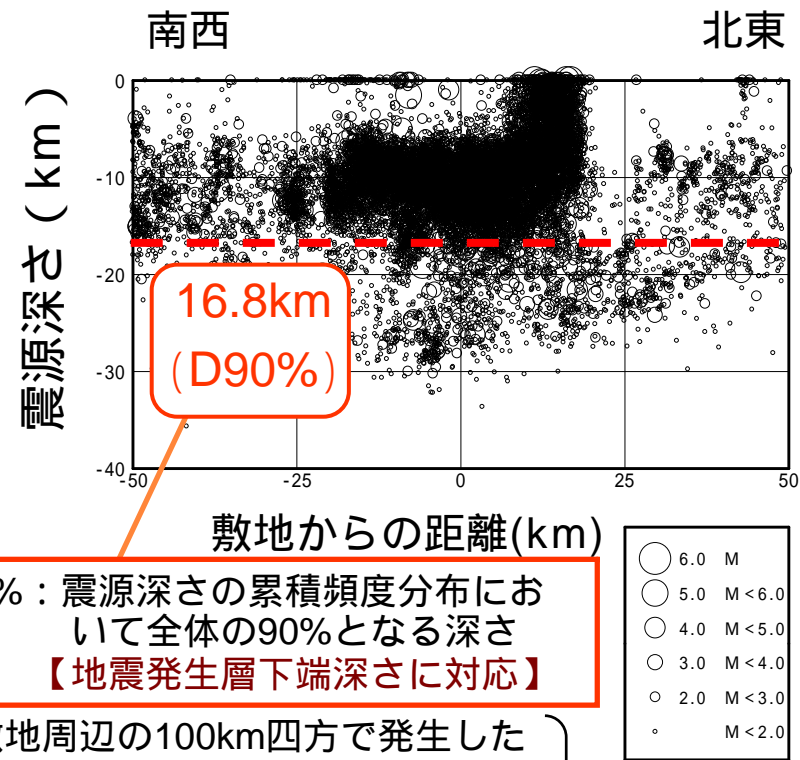 南西
北東
震源深さ（km）
0
-10
-20
-30
-40
-50
-25
0
25
50
16.8km
(D90%)
敷地からの距離(km)
%：震源深さの累積頻度分布にお
いて全体の90%となる深さ
【地震発生層下端深さに対応】
敷地周辺の100km四方で発生した
6.0 M
5.0 M<6.0
4.0 M<5.0
3.0 M<4.0
2.0 M<3.0
M<2.0